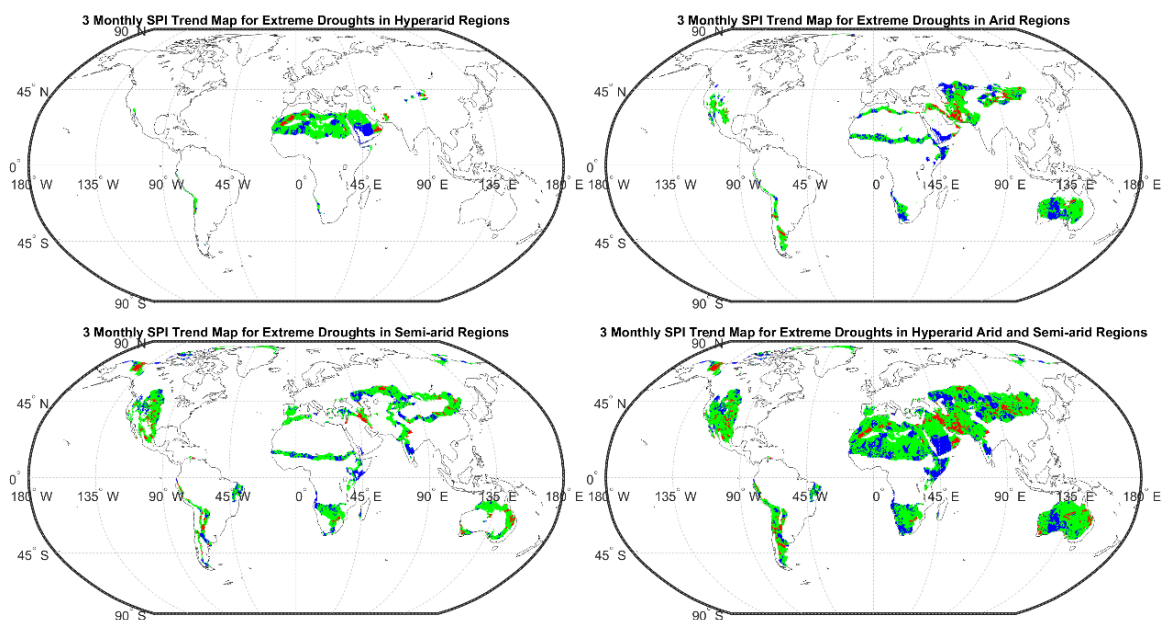 3 Monthly SPI Trend Map for Extreme Droughts in Hyperarid Regions
90° N
45° N
0°
180° W 135° W 90° W 0° 45° E 90° E 135° E 180° E
45° S
90° S
3 Monthly SPI Trend Map for Extreme Droughts in Arid Regions
90° N
45° N
0°
180° W 135° W 90° W 0° 45° E 90° E 135° E 180° E
45° S
90° S
3 Monthly SPI Trend Map for Extreme Droughts in Semi-arid Regions
90° N
45° N
0°
180° W 135° W 90° W 0° 45° E 90° E 135° E 180° E
45° S
90° S
3 Monthly SPI Trend Map for Extreme Droughts in Hyperarid Arid and Semi-arid Regions
90° N
45° N
0°
180° W 135° W 90° W 0° 45° E 90° E 135° E 180° E
45° S
90° S